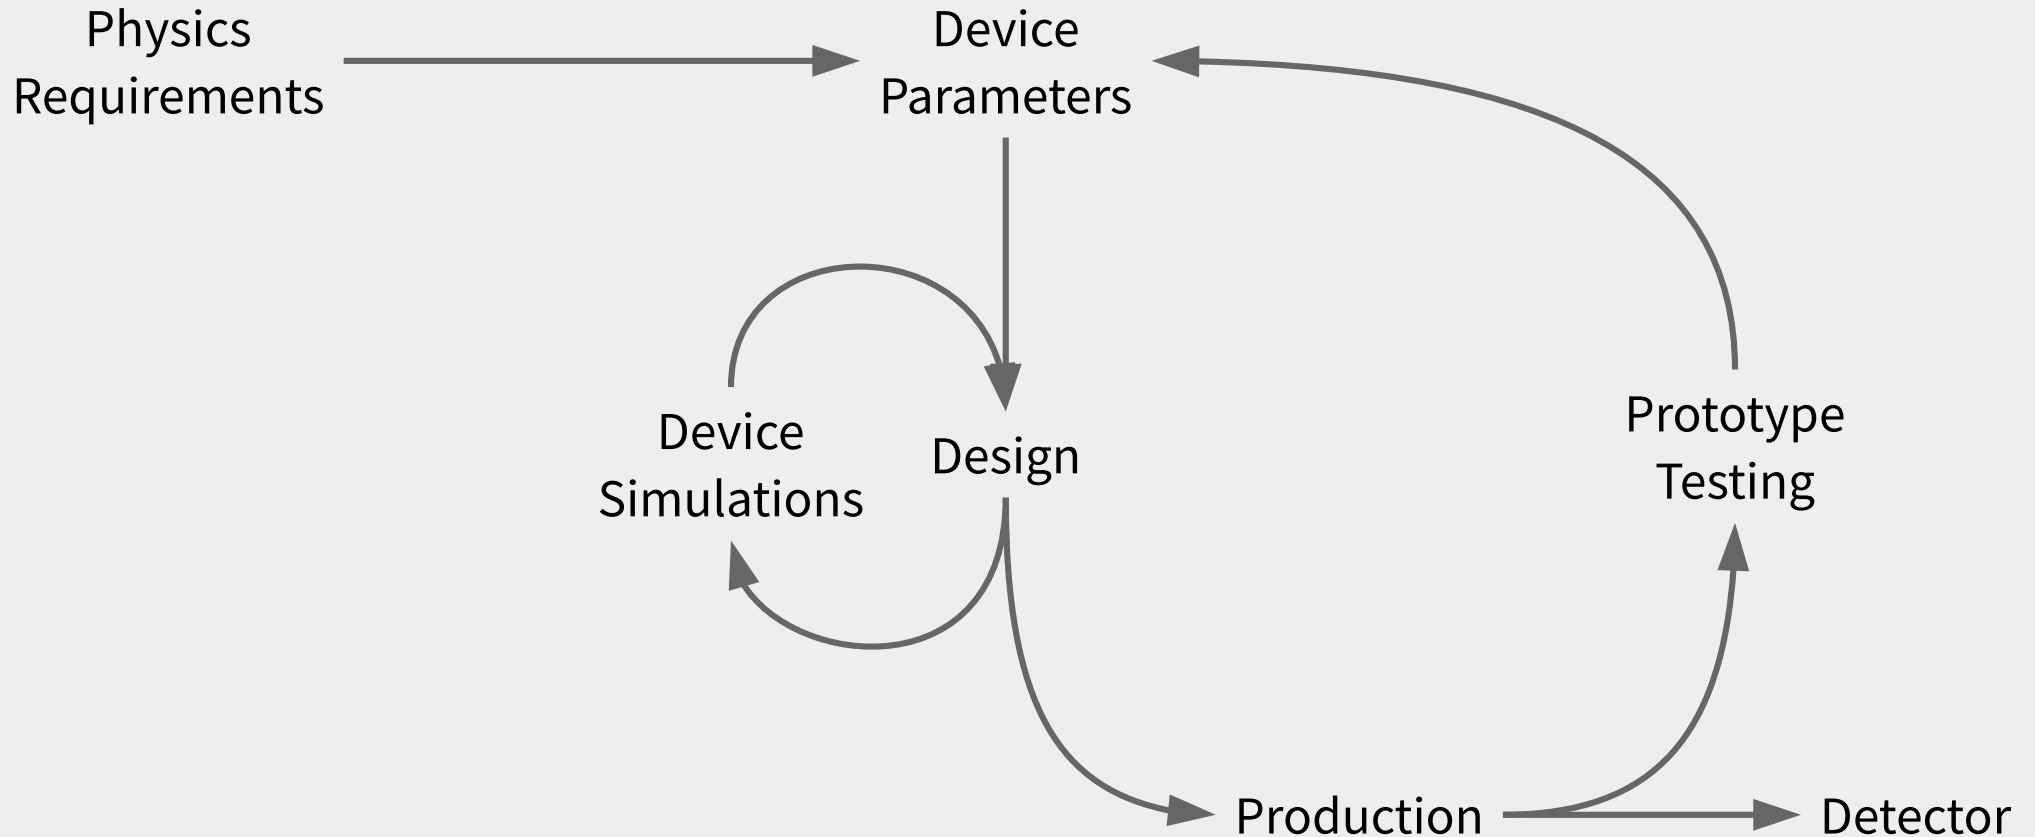 Physics
Requirements
Device
Parameters
Device
Simulations
Design
Prototype
Testing
Production
Detector